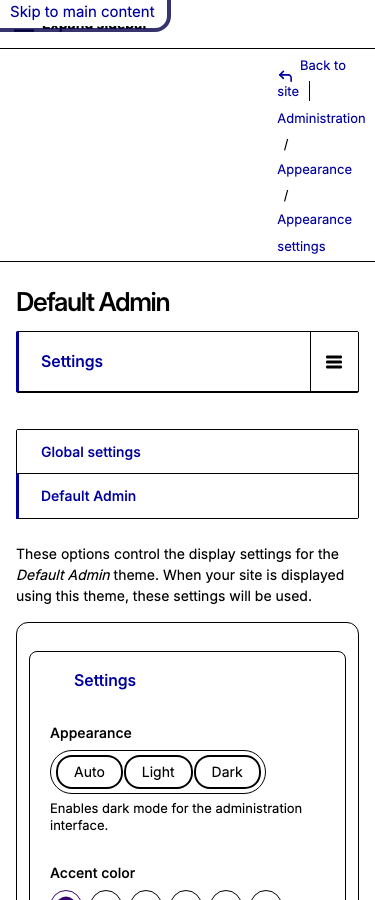 Skip to main content
Back to
site
Administration
/
Appearance
/
Appearance
settings
Default Admin
Settings
Global settings
Default Admin
These options control the display settings for the
Default Admin theme. When your site is displayed
using this theme, these settings will be used.
Settings
Appearance
Auto
Light
Dark
Enables dark mode for the administration
interface.
Accent color